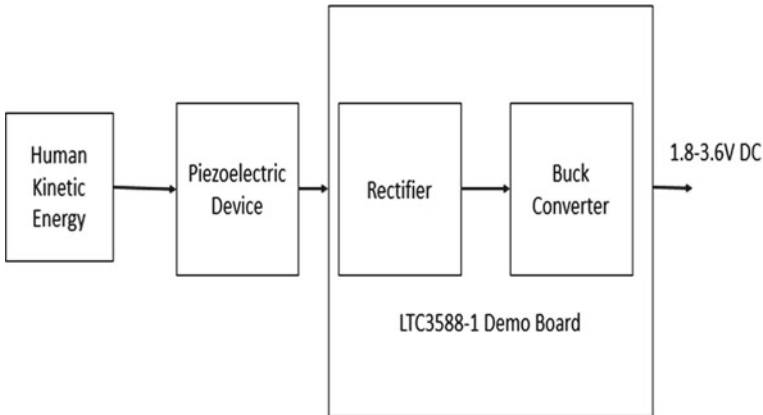 Human
Kinetic
Energy
Piezoelectric
Device
Rectifier
Buck
Converter
1.8-3.6V DC
LTC3588-1 Demo Board